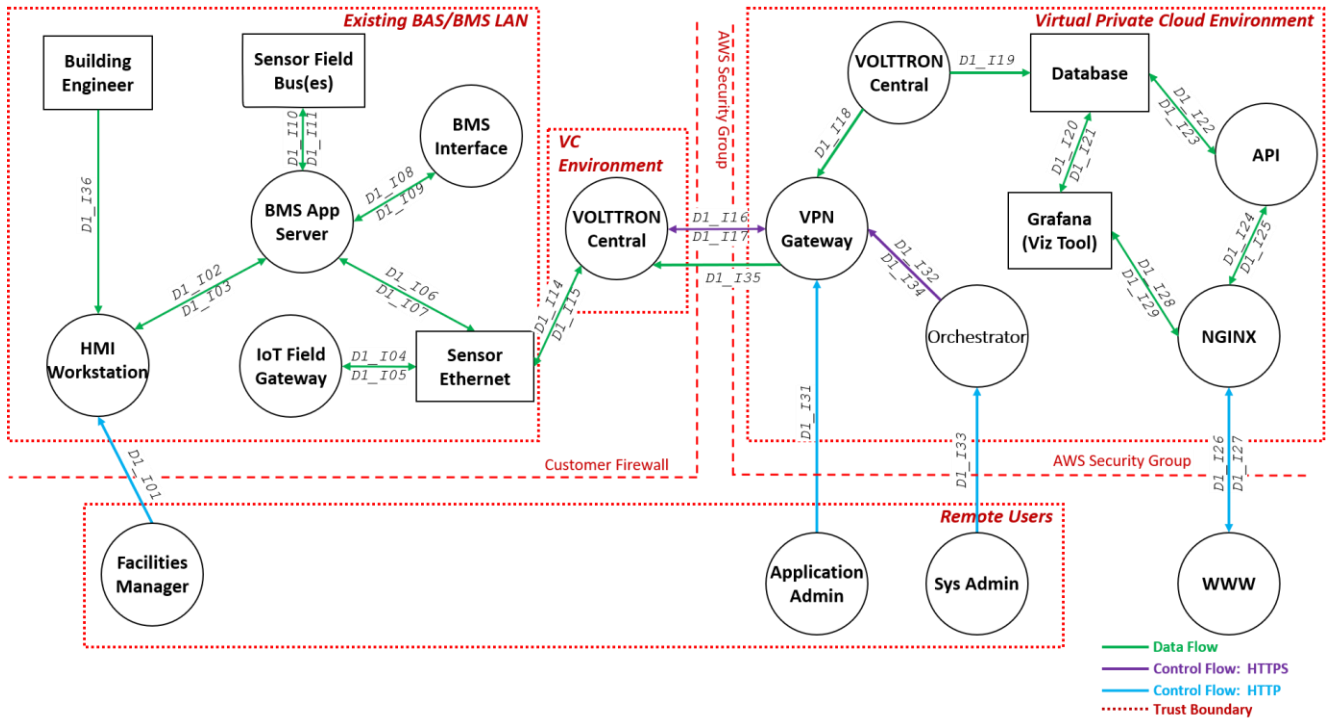 Existing BAS/BMS LAN
Virtual Private Cloud Environment
Building
Engineer
Sensor Field
Bus(es)
BMS
Interface
D1_I10
D1_I11
D1_I08
D1_I09
D1_I36
BMS App
Server
D1_I02
D1_I03
D1_I06
D1_I07
HMI
Workstation
IoT Field
Gateway
D1_I04
D1_I05
Sensor
Ethernet
D1_I14
D1_I15
VC
Environment
VOLTTRON
Central
D1_I16
D1_I17
D1_I35
AWS Security Group
VOLTTRON
Central
D1_I19
Database
D1_I18
D1_I22
D1_I23
D1_I20
D1_I21
API
VPN
Gateway
Grafana
(Viz Tool)
D1_I24
D1_I25
D1_I32
D1_I34
D1_I28
D1_I29
Orchestrator
NGINX
D1_I31
D1_I33
D1_I26
D1_I27
Customer Firewall
AWS Security Group
D1_I01
Remote Users
Facilities
Manager
Application
Admin
Sys Admin
WWW
Data Flow
Control Flow: HTTPS
Control Flow: HTTP
Trust Boundary